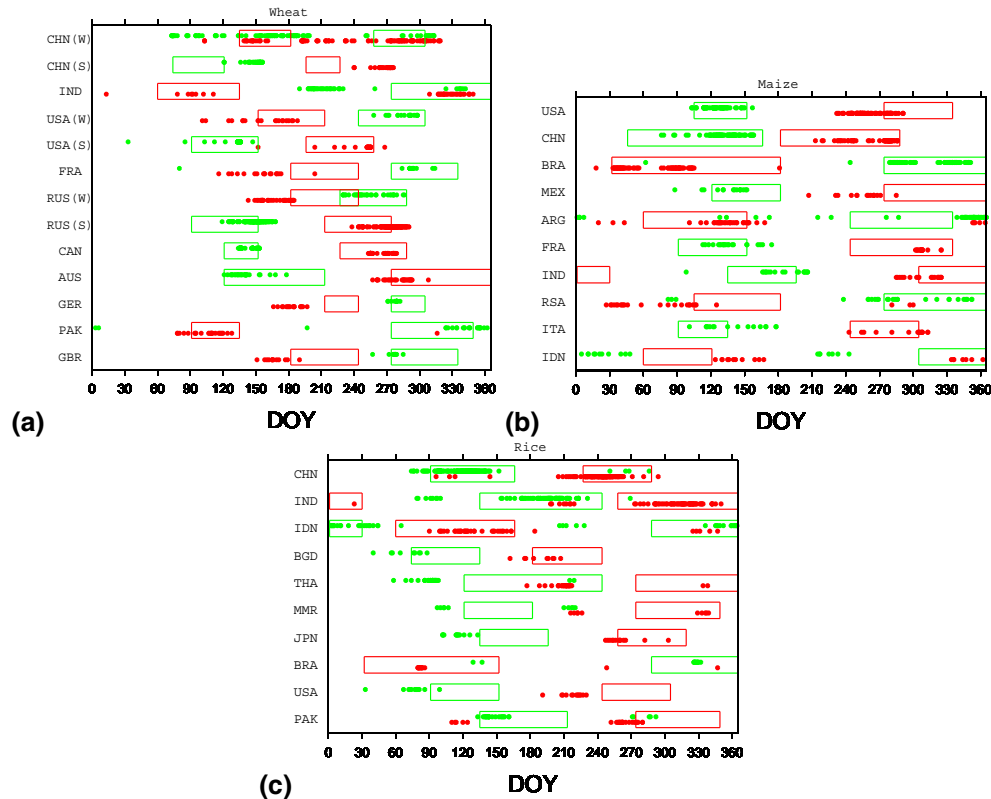 Wheat
CHN(W)
CHN(S)
IND
USA(W)
USA(S)
FRA
RUS(W)
RUS(S)
CAN
AUS
GER
PAK
GBR
0 30 60 90 120 150 180 210 240 270 300 330 360
DOY
(a)
Maize
USA
CHN
BRA
MEX
ARG
FRA
IND
RSA
ITA
IDN
0 30 60 90 120 150 180 210 240 270 300 330 360
DOY
(b)
Rice
CHN
IND
IDN
BGD
THA
MMR
JPN
BRA
USA
PAK
0 30 60 90 120 150 180 210 240 270 300 330 360
DOY
(c)